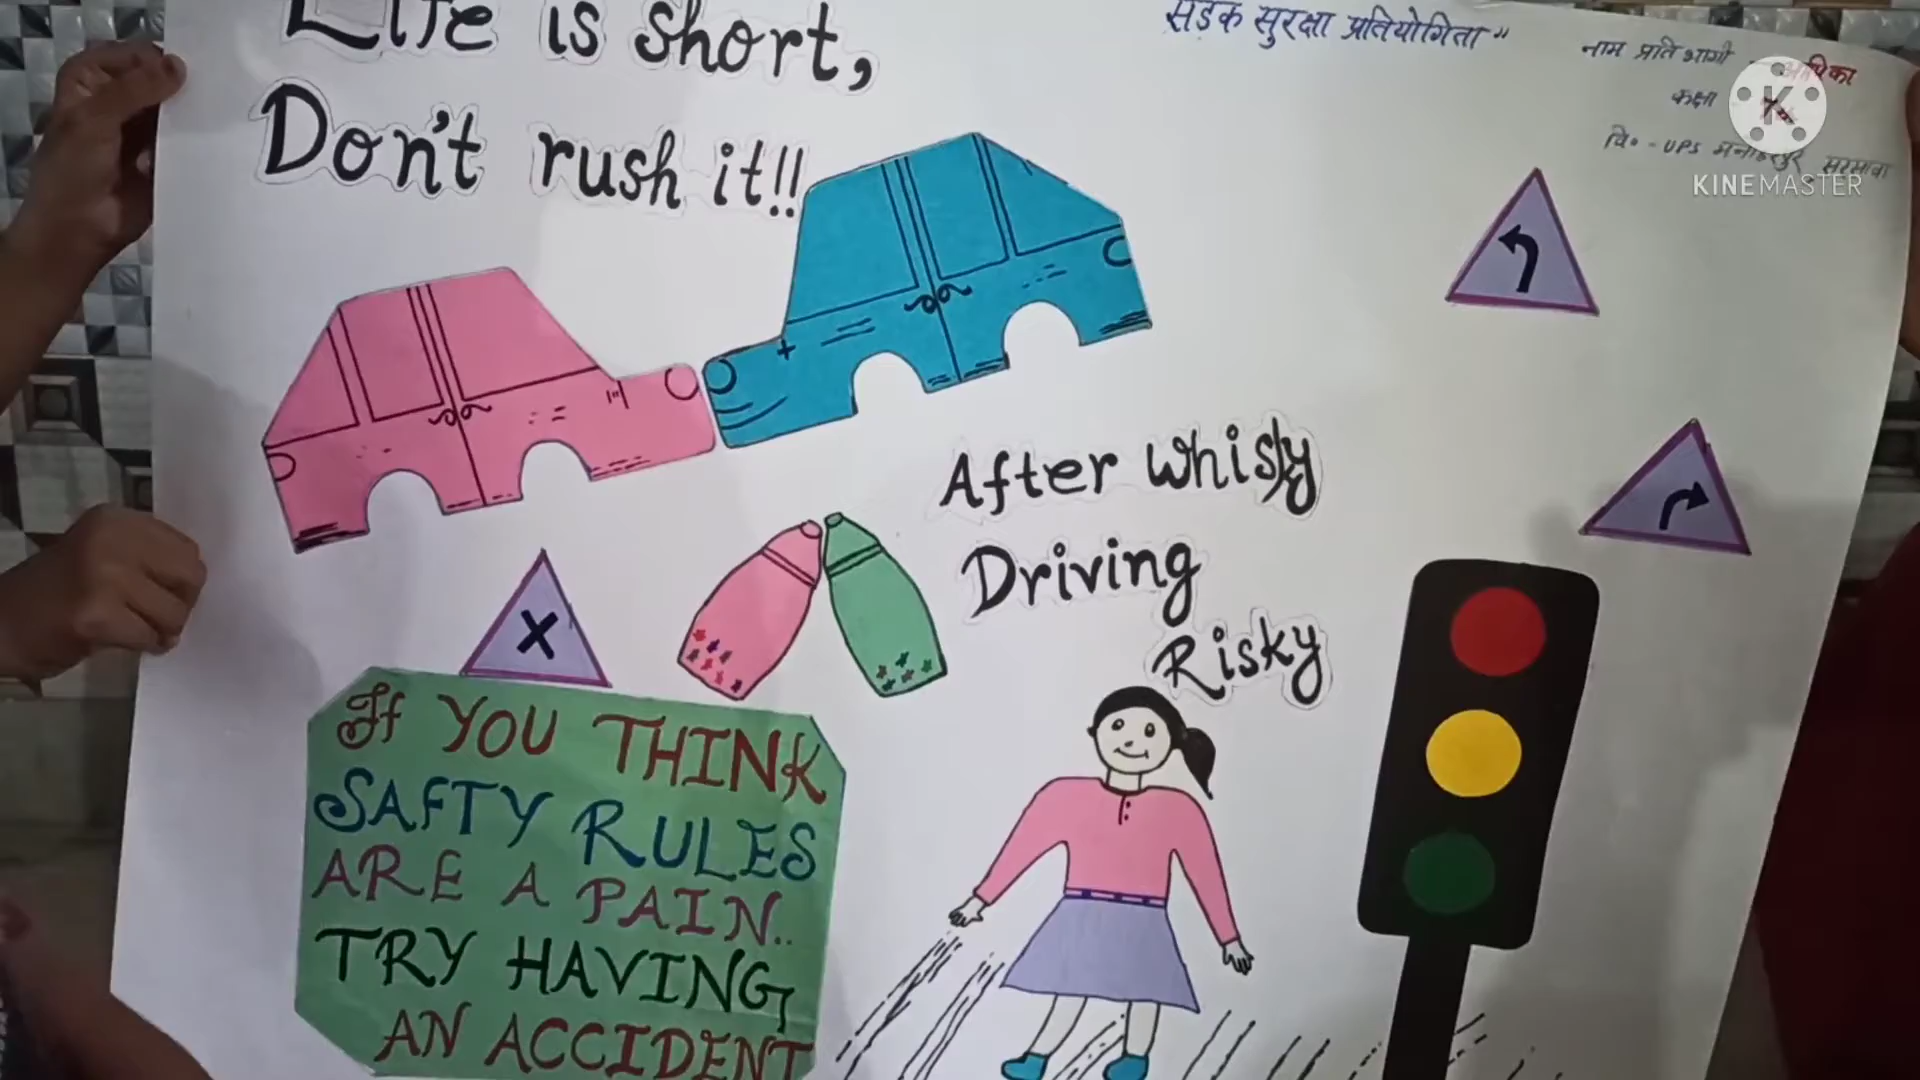 Life is short,
Don't rush it!!
सड़क सुरक्षा प्रतियोगिता"
नाम प्रतिभागी
कक्षा
वि० - UPS सरसावा
KINEMASTER
After Whisky
Driving
Risky
If YOU THINK
SAFTY RULES
ARE A PAIN..
TRY HAVING,
AN ACCIDENT